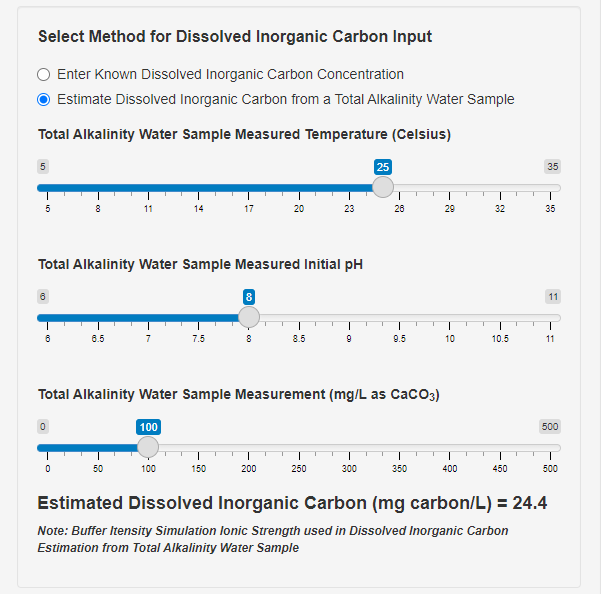 Select Method for Dissolved Inorganic Carbon Input
Enter Known Dissolved Inorganic Carbon Concentration
Estimate Dissolved Inorganic Carbon from a Total Alkalinity Water Sample
Total Alkalinity Water Sample Measured Temperature (Celsius)
5 25 35
5 8 11 14 17 20 23 26 29 32 35
Total Alkalinity Water Sample Measured Initial pH
6 8 11
6 6.5 7 7.5 8 8.5 9 9.5 10 10.5 11
Total Alkalinity Water Sample Measurement (mg/L as CaCO₃)
0 100 500
0 50 100 150 200 250 300 350 400 450 500
Estimated Dissolved Inorganic Carbon (mg carbon/L) = 24.4
Note: Buffer Itensity Simulation Ionic Strength used in Dissolved Inorganic Carbon
Estimation from Total Alkalinity Water Sample